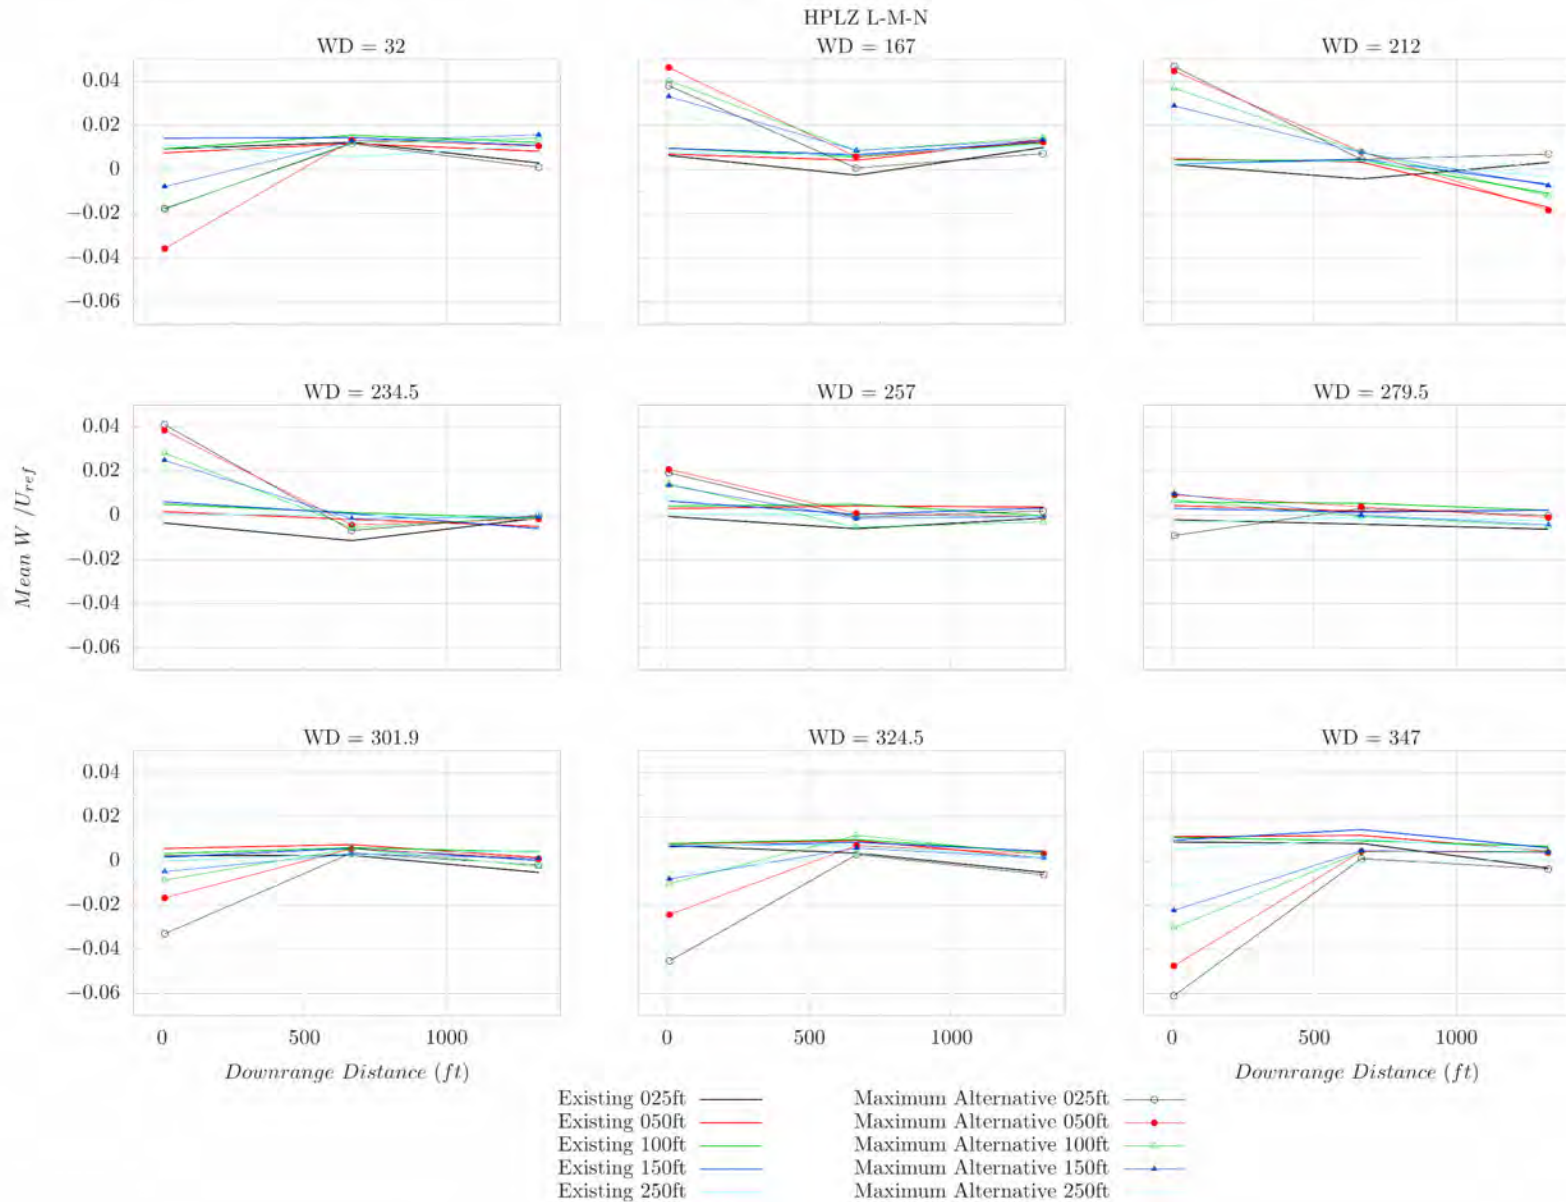 HPLZ L-M-N
WD = 32
WD = 167
WD = 212
0.04
0.02
0
−0.02
−0.04
−0.06
WD = 234.5
WD = 257
WD = 279.5
0.04
0.02
0
−0.02
−0.04
−0.06
Mean W /U_ref
WD = 301.9
WD = 324.5
WD = 347
0.04
0.02
0
−0.02
−0.04
−0.06
0 500 1000
0 500 1000
0 500 1000
Downrange Distance (ft)
Downrange Distance (ft)
Existing 025ft
Existing 050ft
Existing 100ft
Existing 150ft
Existing 250ft
Maximum Alternative 025ft
Maximum Alternative 050ft
Maximum Alternative 100ft
Maximum Alternative 150ft
Maximum Alternative 250ft